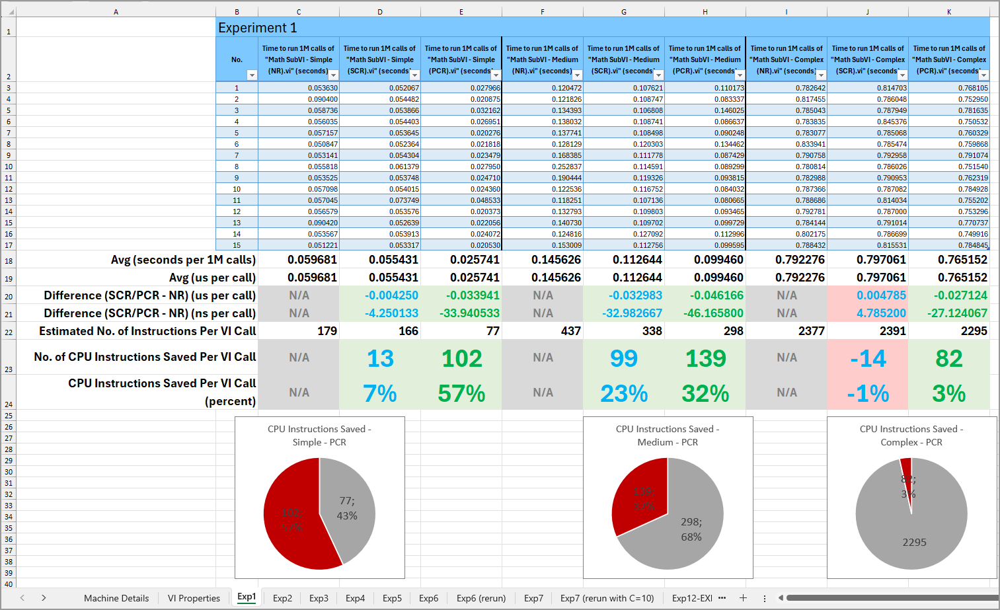 A B C D E F G H I J K
1 Experiment 1
Time to run 1M calls of Time to run 1M calls of Time to run 1M calls of Time to run 1M calls of Time to run 1M calls of Time to run 1M calls of Time to run 1M calls of Time to run 1M calls of Time to run 1M calls of
No. "Math SubVI - Simple "Math SubVI - Simple "Math SubVI - Simple "Math SubVI - Medium "Math SubVI - Medium "Math SubVI - Medium "Math SubVI - Complex "Math SubVI - Complex "Math SubVI - Complex
2 (NR).vi" (seconds) (SCR).vi" (seconds) (PCR).vi" (seconds) (NR).vi" (seconds) (SCR).vi" (seconds) (PCR).vi" (seconds) (NR).vi" (seconds) (SCR).vi" (seconds) (PCR).vi" (seconds)
3 1 0.053630 0.052067 0.027966 0.120472 0.107621 0.110173 0.782642 0.814703 0.768105
4 2 0.090400 0.054482 0.020875 0.121826 0.108747 0.083337 0.817455 0.786048 0.752950
5 3 0.058736 0.053866 0.032162 0.134393 0.106808 0.146025 0.785043 0.787949 0.781635
6 4 0.056035 0.054403 0.026951 0.138032 0.108741 0.086637 0.783835 0.845376 0.750532
7 5 0.057157 0.053645 0.020276 0.137741 0.108498 0.090248 0.783077 0.785068 0.760329
8 6 0.050847 0.052364 0.021818 0.128129 0.120303 0.134462 0.833941 0.785474 0.759868
9 7 0.053141 0.054304 0.023479 0.168385 0.111778 0.087429 0.790758 0.792958 0.791074
10 8 0.055818 0.061379 0.027950 0.252837 0.114591 0.089299 0.780814 0.786026 0.751540
11 9 0.053525 0.053748 0.024710 0.190444 0.119326 0.093815 0.782988 0.790953 0.762319
12 10 0.057098 0.054015 0.024360 0.122536 0.116752 0.084032 0.787366 0.787082 0.784928
13 11 0.057045 0.073749 0.048533 0.118251 0.107136 0.080665 0.788686 0.814034 0.755202
14 12 0.056579 0.053576 0.020373 0.132793 0.109803 0.093465 0.792781 0.787000 0.753296
15 13 0.090420 0.052639 0.022056 0.140730 0.109702 0.099729 0.784144 0.791014 0.770737
16 14 0.053567 0.053913 0.024072 0.124816 0.127092 0.112996 0.802175 0.786699 0.749916
17 15 0.051221 0.053317 0.020530 0.153009 0.112756 0.099595 0.788432 0.815531 0.784845
18 Avg (seconds per 1M calls) 0.059681 0.055431 0.025741 0.145626 0.112644 0.099460 0.792276 0.797061 0.765152
19 Avg (us per call) 0.059681 0.055431 0.025741 0.145626 0.112644 0.099460 0.792276 0.797061 0.765152
20 Difference (SCR/PCR - NR) (us per call) N/A -0.004250 -0.033941 N/A -0.032983 -0.046166 N/A 0.004785 -0.027124
21 Difference (SCR/PCR - NR) (ns per call) N/A -4.250133 -33.940533 N/A -32.982667 -46.165800 N/A 4.785200 -27.124067
22 Estimated No. of Instructions Per VI Call 179 166 77 437 338 298 2377 2391 2295
23 No. of CPU Instructions Saved Per VI Call N/A 13 102 N/A 99 139 N/A -14 82
CPU Instructions Saved Per VI Call
24 (percent) N/A 7% 57% N/A 23% 32% N/A -1% 3%
25
26
27
28
29
30
31
32
33
34
35
36
37
38
39
40
CPU Instructions Saved -
Simple - PCR
77;
43%
102;
57%
CPU Instructions Saved -
Medium - PCR
139;
32%
298;
68%
CPU Instructions Saved -
Complex - PCR
82;
3%
2295
Machine Details VI Properties Exp1 Exp2 Exp3 Exp4 Exp5 Exp6 Exp6 (rerun) Exp7 Exp7 (rerun with C=10) Exp12-EXI ...